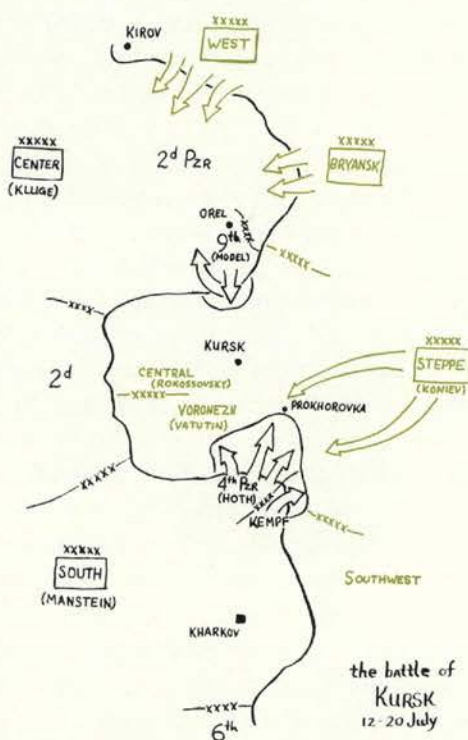 KIROV
XXXXX
WEST
2ᵈ PZR
XXXXX
CENTER
(KLUGE)
XXXXX
BRYANSK
OREL
XXXX
9ᵗʰ
(MODEL)
XXXXX
XXXX
KURSK
2ᵈ
CENTRAL
(ROKOSSOVSKY)
XXXXX
VORONEZH
(VATUTIN)
XXXXX
STEPPE
(KONIEV)
PROKHOROVKA
XXXXX
4ᵗʰ PZR
(HOTH)
XXXX
KEMPF
XXXXX
XXXXX
SOUTH
(MANSTEIN)
SOUTHWEST
KHARKOV
XXXX
6ᵗʰ
the battle of
KURSK
12-20 July